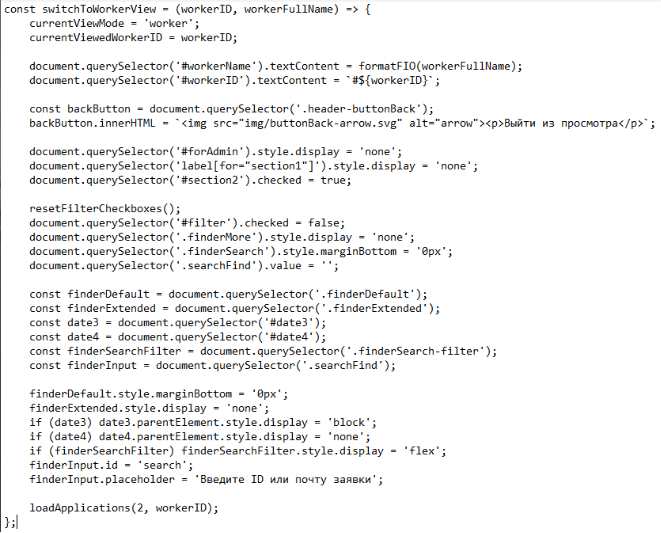 const switchToWorkerView = (workerID, workerFullName) => {
    currentViewMode = 'worker';
    currentViewedWorkerID = workerID;

    document.querySelector('#workerName').textContent = formatFIO(workerFullName);
    document.querySelector('#workerID').textContent = `#${workerID}`;

    const backButton = document.querySelector('.header-buttonBack');
    backButton.innerHTML = `<img src="img/buttonBack-arrow.svg" alt="arrow"><p>Выйти из просмотра</p>`;

    document.querySelector('#forAdmin').style.display = 'none';
    document.querySelector('label[for="section1"]').style.display = 'none';
    document.querySelector('#section2').checked = true;

    resetFilterCheckboxes();
    document.querySelector('#filter').checked = false;
    document.querySelector('.finderMore').style.display = 'none';
    document.querySelector('.finderSearch').style.marginBottom = '0px';
    document.querySelector('.searchFind').value = '';

    const finderDefault = document.querySelector('.finderDefault');
    const finderExtended = document.querySelector('.finderExtended');
    const date3 = document.querySelector('#date3');
    const date4 = document.querySelector('#date4');
    const finderSearchFilter = document.querySelector('.finderSearch-filter');
    const finderInput = document.querySelector('.searchFind');

    finderDefault.style.marginBottom = '0px';
    finderExtended.style.display = 'none';
    if (date3) date3.parentElement.style.display = 'block';
    if (date4) date4.parentElement.style.display = 'none';
    if (finderSearchFilter) finderSearchFilter.style.display = 'flex';
    finderInput.id = 'search';
    finderInput.placeholder = 'Введите ID или почту заявки';

    loadApplications(2, workerID);
};